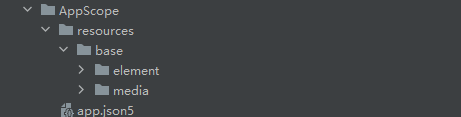 AppScope
resources
base
element
media
app.json5